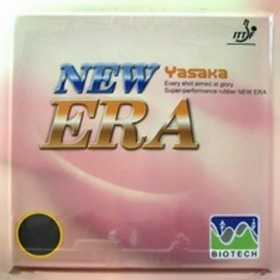 ITTF
NEW
Yasaka
Every shot aimed at glory
Super-performance rubber NEW ERA
ERA
BIOTECH